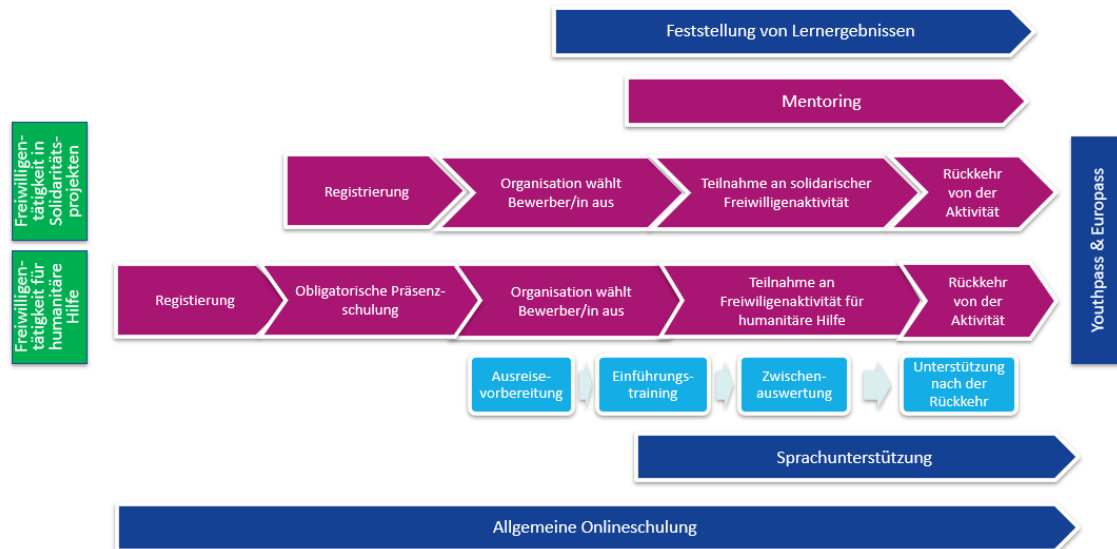 Feststellung von Lernergebnissen
Mentoring
Freiwilligen-
tätigkeit in
Solidaritäts-
projekten
Registrierung
Organisation wählt
Bewerber/in aus
Teilnahme an solidarischer
Freiwilligenaktivität
Rückkehr
von der
Aktivität
Freiwilligen-
tätigkeit für
humanitäre
Hilfe
Registierung
Obligatorische Präsenz-
schulung
Organisation wählt
Bewerber/in aus
Teilnahme an
Freiwiligenaktivität für
humanitäre Hilfe
Rückkehr
von der
Aktivität
Youthpass & Europass
Ausreise-
vorbereitung
Einführungs-
training
Zwischen-
auswertung
Unterstützung
nach der
Rückkehr
Sprachunterstützung
Allgemeine Onlineschulung